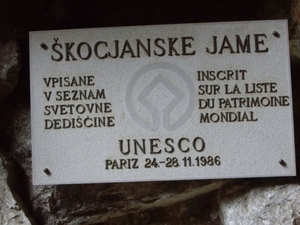 ŠKOCJANSKE JAME
VPISANE
V SEZNAM
SVETOVNE
DEDIŠČINE
INSCRIT
SUR LA LISTE
DU PATRIMOINE
MONDIAL
UNESCO
PARIZ 24.-28.11.1986